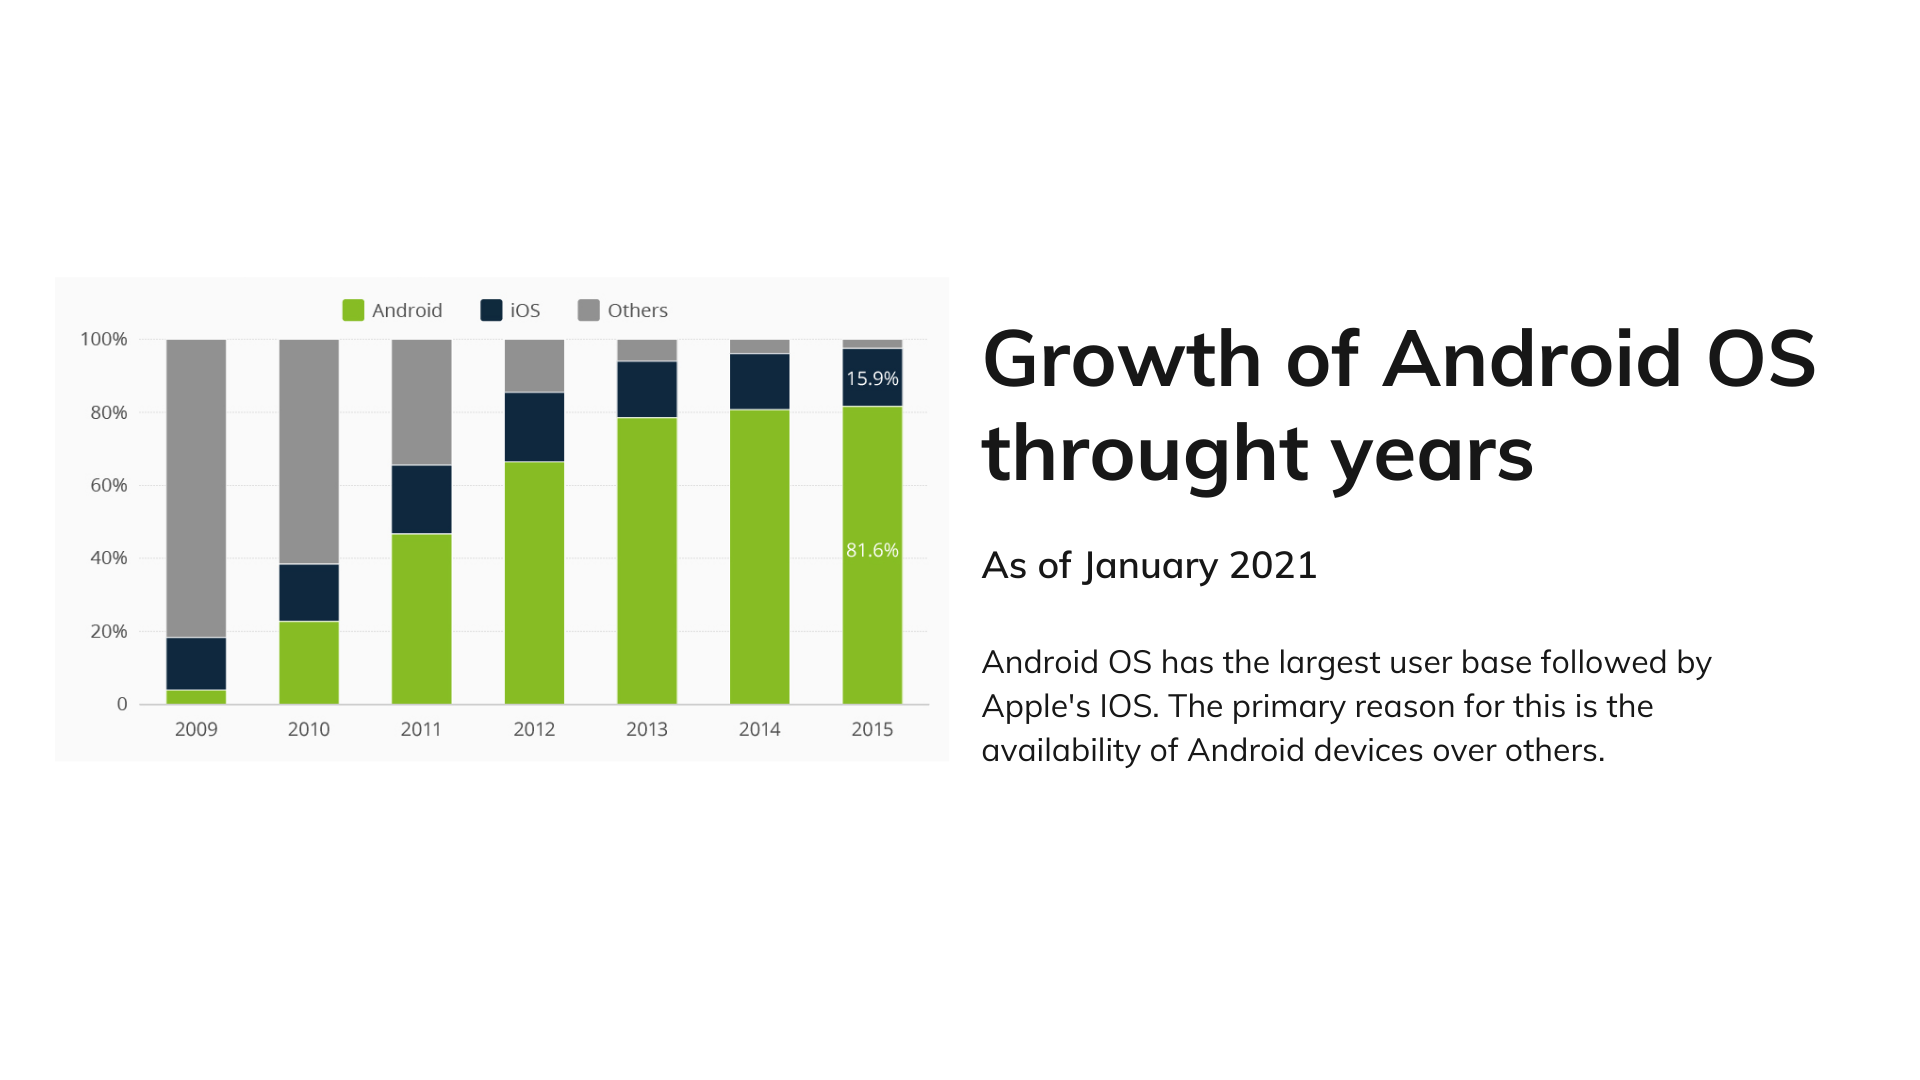 Android iOS Others
100%
80%
60%
40%
20%
0
15.9%
81.6%
2009 2010 2011 2012 2013 2014 2015
Growth of Android OS
throught years
As of January 2021
Android OS has the largest user base followed by
Apple's IOS. The primary reason for this is the
availability of Android devices over others.